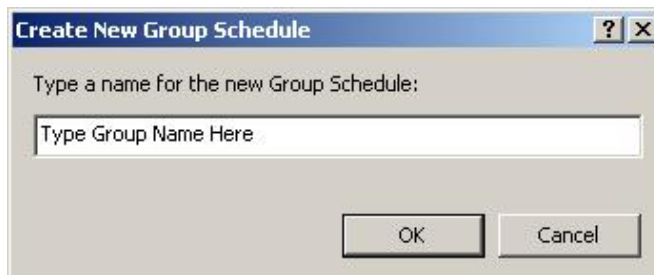 Create New Group Schedule
Type a name for the new Group Schedule:
Type Group Name Here
OK Cancel